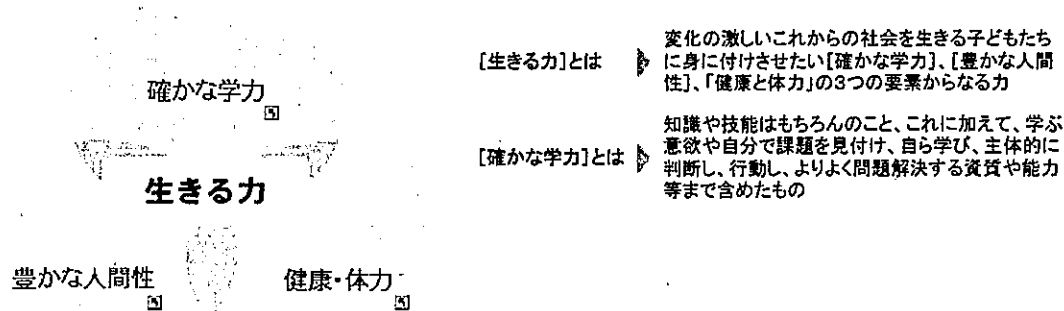 確かな学力
生きる力
豊かな人間性
健康・体力
[生きる力]とは
変化の激しいこれからの社会を生きる子どもたち
に身に付けさせたい[確かな学力]、[豊かな人間
性]、「健康と体力」の3つの要素からなる力
[確かな学力]とは
知識や技能はもちろんのこと、これに加えて、学ぶ
意欲や自分で課題を見付け、自ら学び、主体的に
判断し、行動し、よりよく問題解決する資質や能力
等まで含めたもの